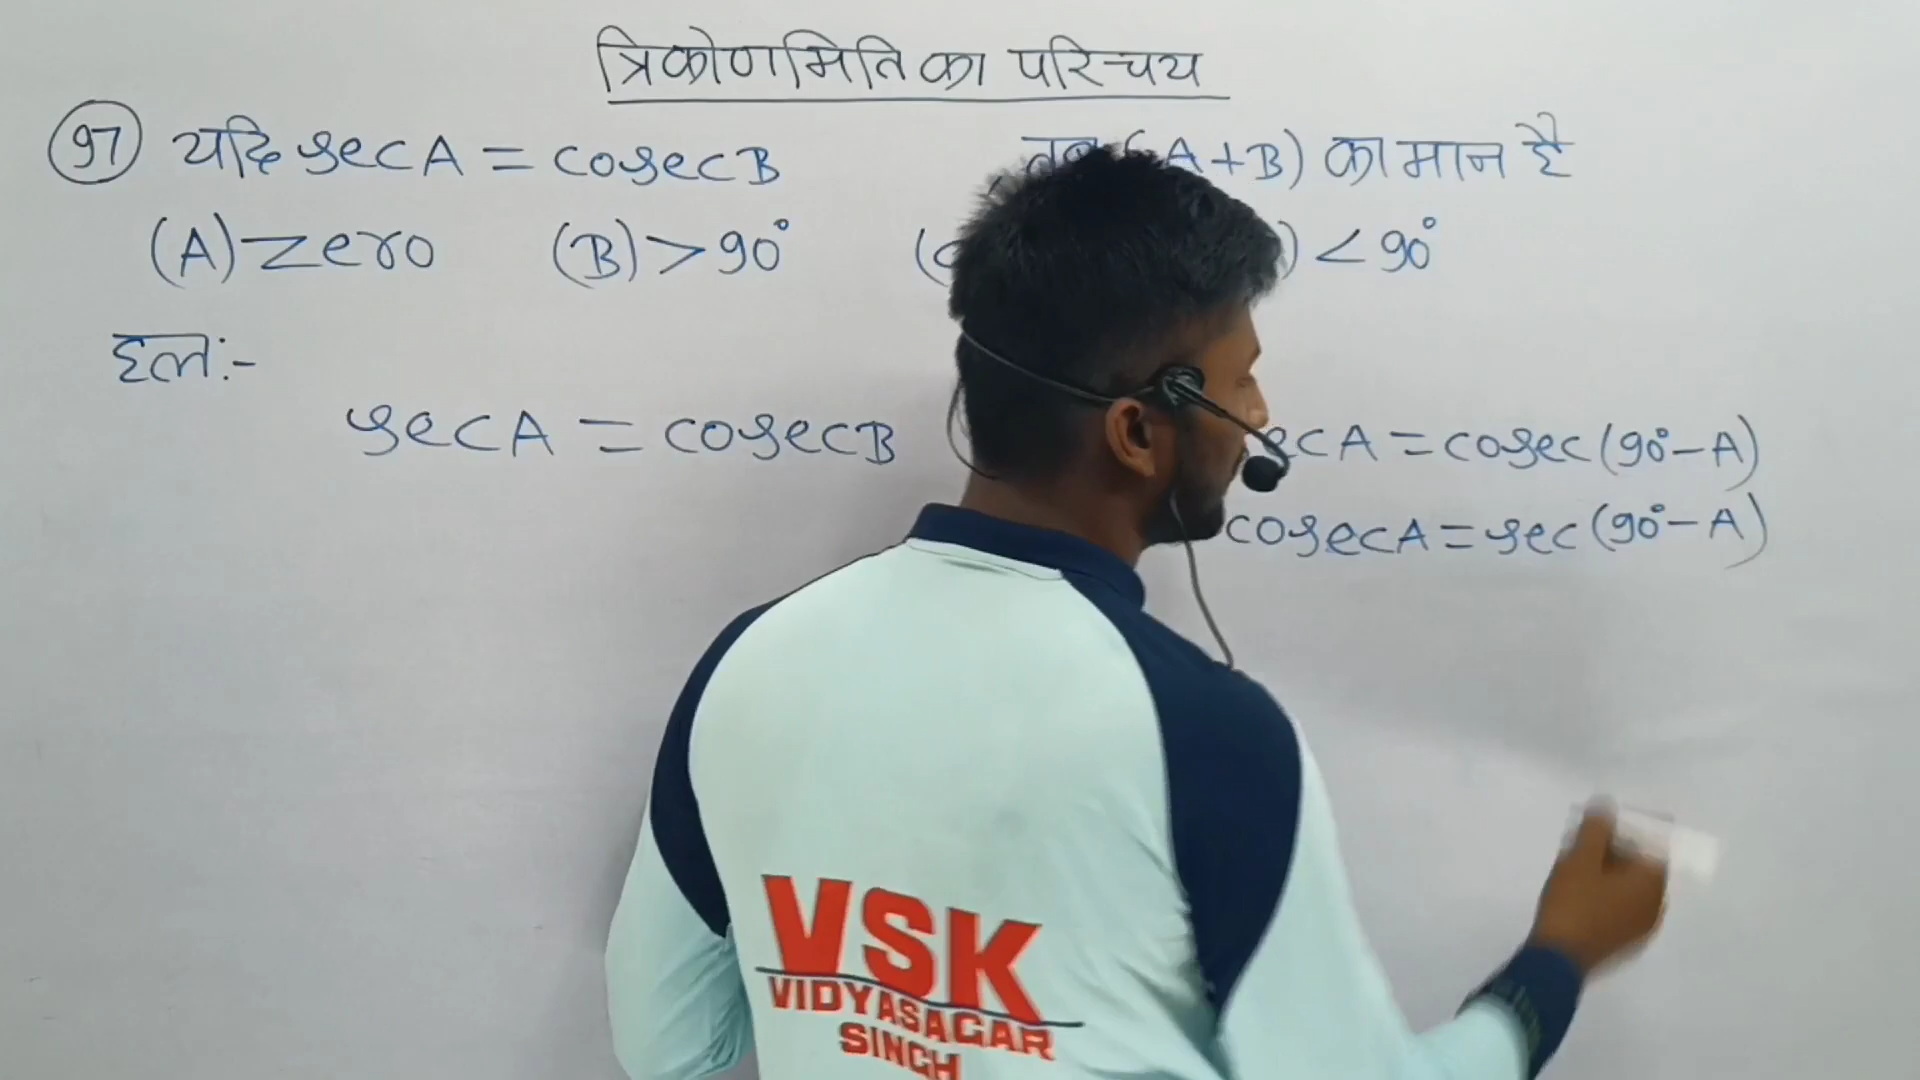 त्रिकोणमिति का परिचय
97 यदि secA = cosecB A+B) का मान है
(A) zero (B) >90° (C ) <90°
हल:-
secA = cosecB ecA = cosec(90°-A)
cosecA = sec(90°-A)
VSK
VIDYASAGAR
SINGH